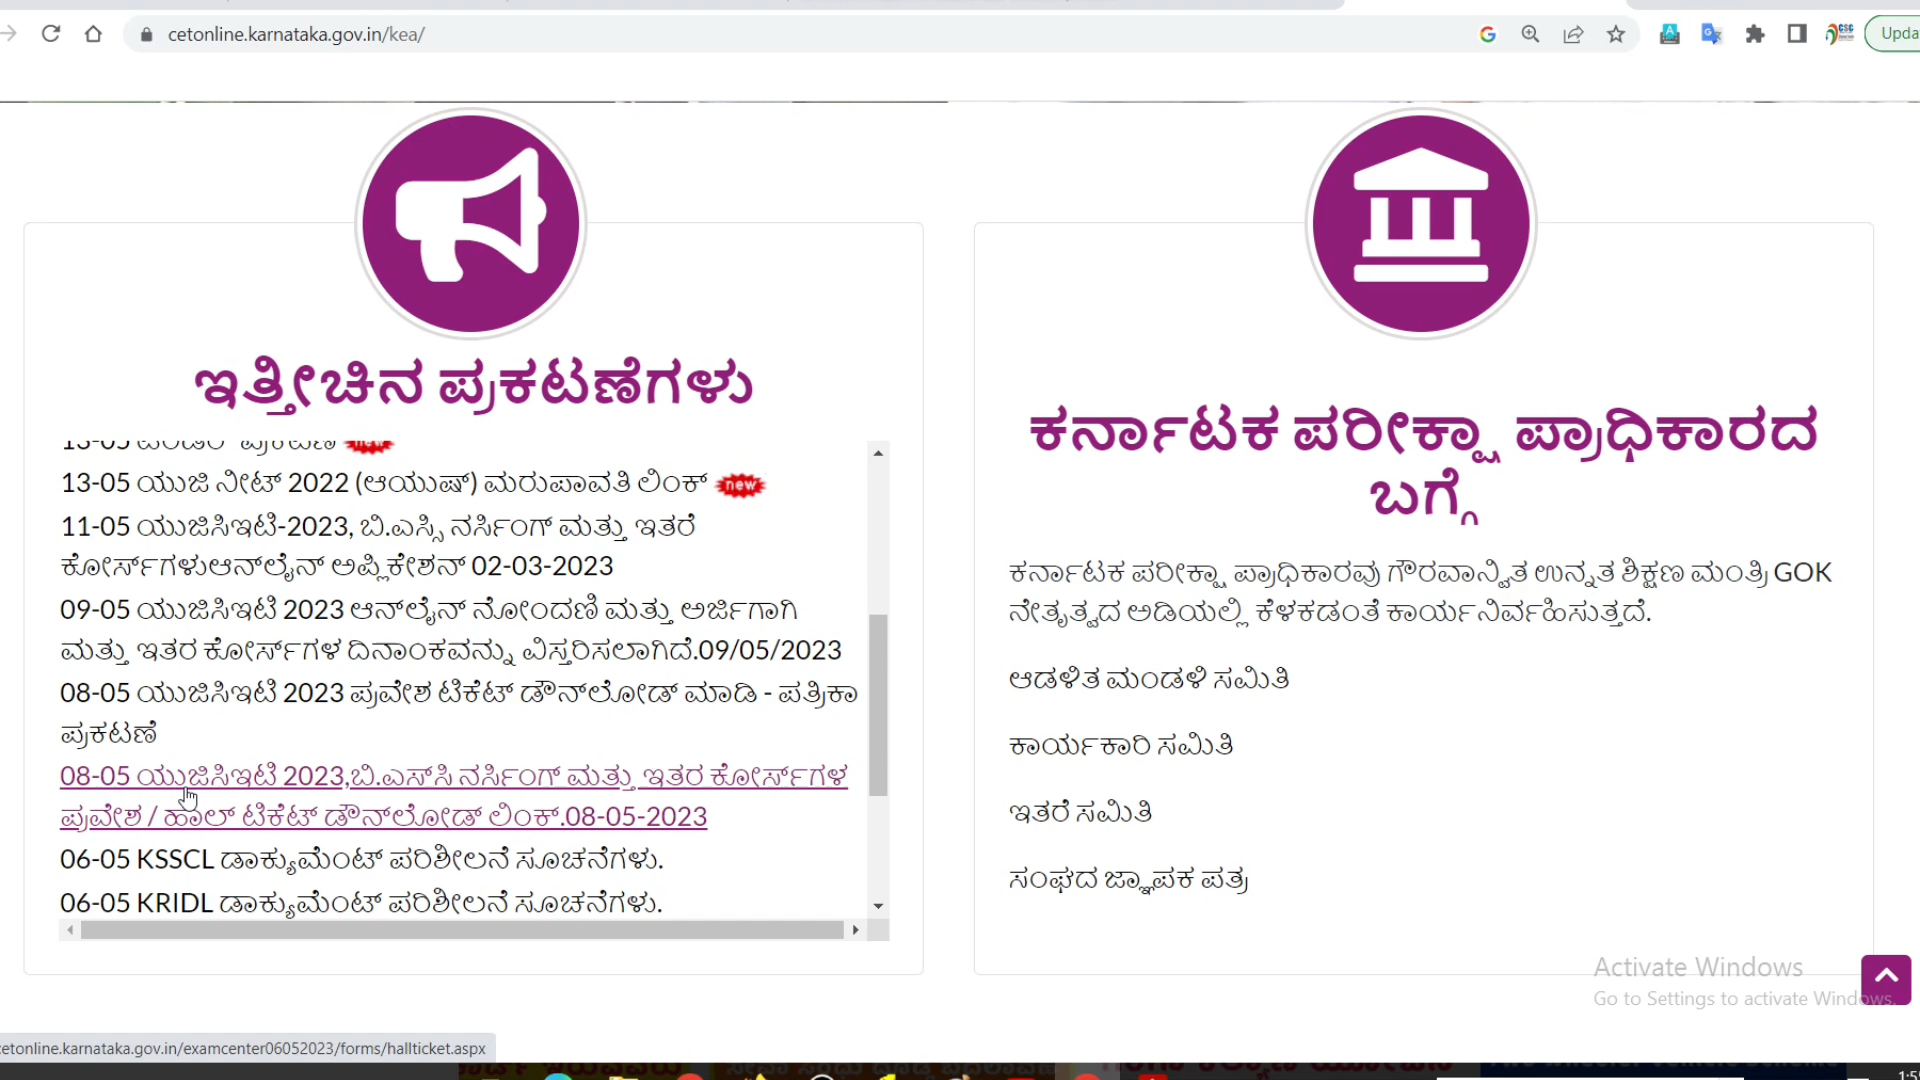 cetonline.karnataka.gov.in/kea/
Upda
ಇತ್ತೀಚಿನ ಪ್ರಕಟಣೆಗಳು
13-05
13-05 ಯುಜಿ ನೀಟ್ 2022 (ಆಯುಷ್) ಮರುಪಾವತಿ ಲಿಂಕ್ new
11-05 ಯುಜಿಸಿಇಟಿ-2023, ಬಿ.ಎಸ್ಸಿ ನರ್ಸಿಂಗ್ ಮತ್ತು ಇತರೆ
ಕೋರ್ಸ್‌ಗಳುಆನ್‌ಲೈನ್ ಅಪ್ಲಿಕೇಶನ್ 02-03-2023
09-05 ಯುಜಿಸಿಇಟಿ 2023 ಆನ್‌ಲೈನ್ ನೋಂದಣಿ ಮತ್ತು ಅರ್ಜಿಗಾಗಿ
ಮತ್ತು ಇತರ ಕೋರ್ಸ್‌ಗಳ ದಿನಾಂಕವನ್ನು ವಿಸ್ತರಿಸಲಾಗಿದೆ.09/05/2023
08-05 ಯುಜಿಸಿಇಟಿ 2023 ಪ್ರವೇಶ ಟಿಕೆಟ್ ಡೌನ್‌ಲೋಡ್ ಮಾಡಿ - ಪತ್ರಿಕಾ
ಪ್ರಕಟಣೆ
08-05 ಯುಜಿಸಿಇಟಿ 2023,ಬಿ.ಎಸ್‌ಸಿ ನರ್ಸಿಂಗ್ ಮತ್ತು ಇತರ ಕೋರ್ಸ್‌ಗಳ
ಪ್ರವೇಶ / ಹಾಲ್ ಟಿಕೆಟ್ ಡೌನ್‌ಲೋಡ್ ಲಿಂಕ್.08-05-2023
06-05 KSSCL ಡಾಕ್ಯುಮೆಂಟ್ ಪರಿಶೀಲನೆ ಸೂಚನೆಗಳು.
06-05 KRIDL ಡಾಕ್ಯುಮೆಂಟ್ ಪರಿಶೀಲನೆ ಸೂಚನೆಗಳು.
ಕರ್ನಾಟಕ ಪರೀಕ್ಷಾ ಪ್ರಾಧಿಕಾರದ
ಬಗ್ಗೆ
ಕರ್ನಾಟಕ ಪರೀಕ್ಷಾ ಪ್ರಾಧಿಕಾರವು ಗೌರವಾನ್ವಿತ ಉನ್ನತ ಶಿಕ್ಷಣ ಮಂತ್ರಿ GOK
ನೇತೃತ್ವದ ಅಡಿಯಲ್ಲಿ ಕೆಳಕಂಡಂತೆ ಕಾರ್ಯನಿರ್ವಹಿಸುತ್ತದೆ.
ಆಡಳಿತ ಮಂಡಳಿ ಸಮಿತಿ
ಕಾರ್ಯಕಾರಿ ಸಮಿತಿ
ಇತರೆ ಸಮಿತಿ
ಸಂಘದ ಜ್ಞಾಪಕ ಪತ್ರ
Activate Windows
Go to Settings to activate Windows.
cetonline.karnataka.gov.in/examcenter06052023/forms/hallticket.aspx